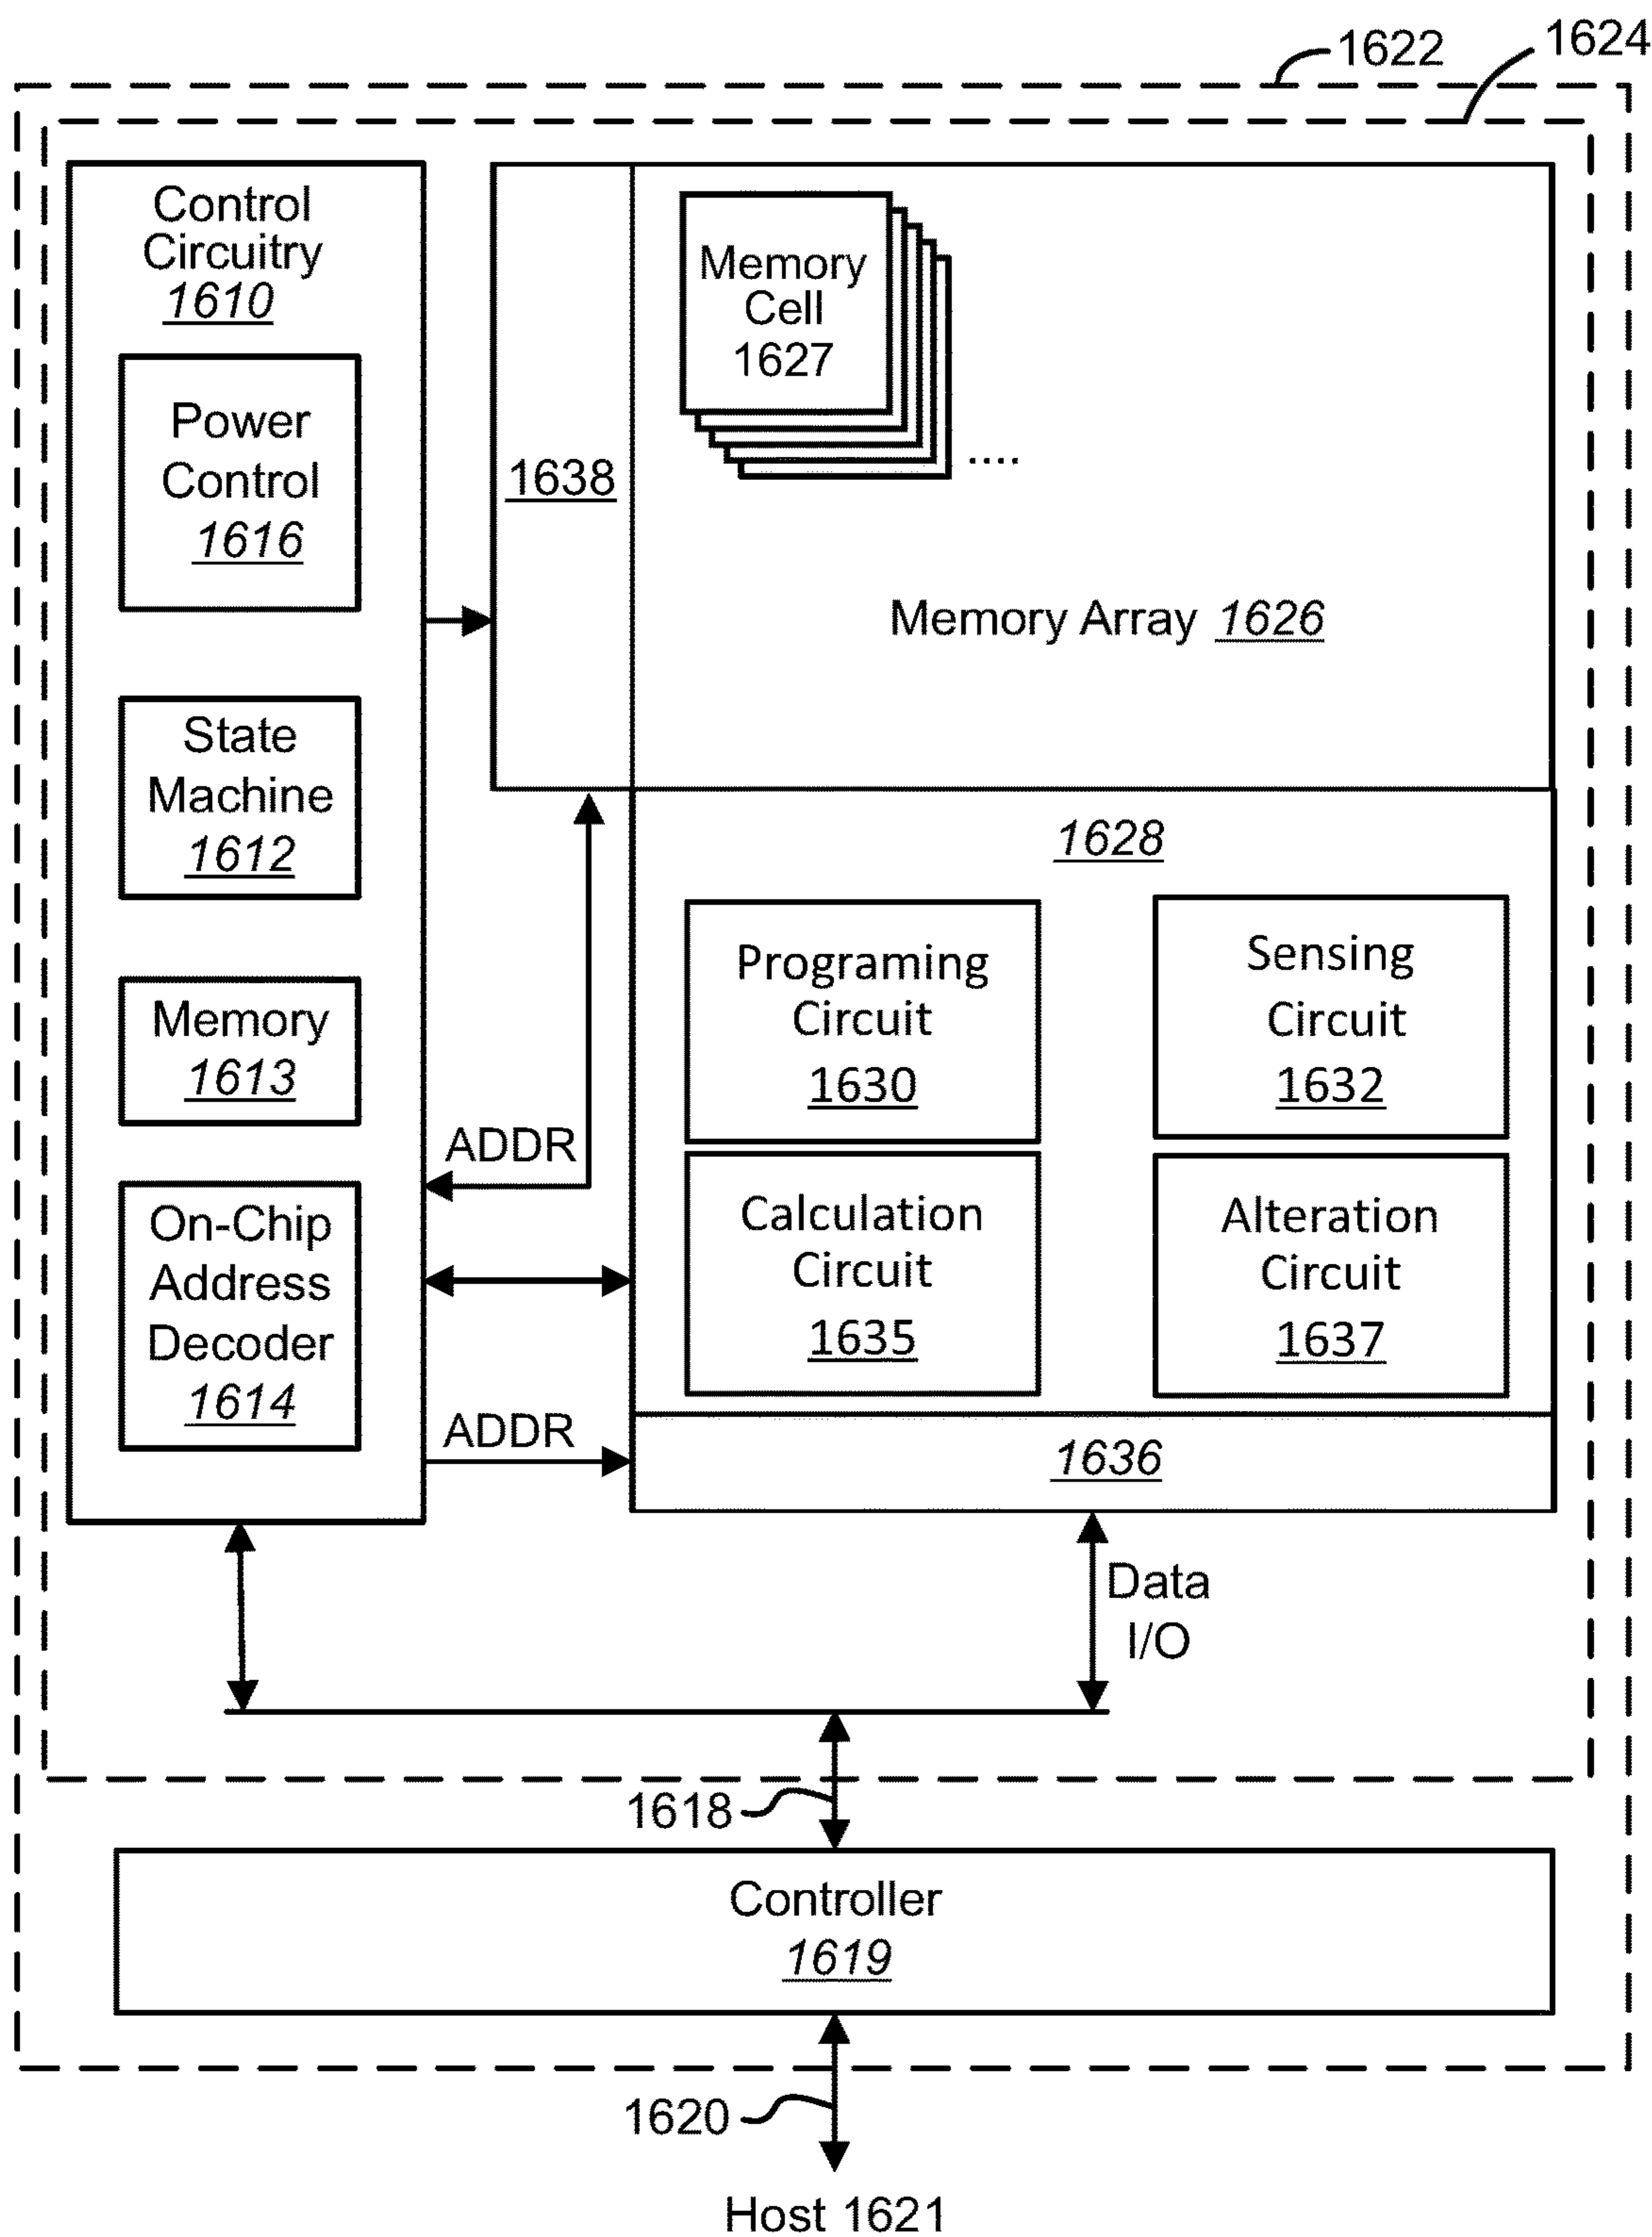 1622
1624
Control
Circuitry
1610
Power
Control
1616
State
Machine
1612
Memory
1613
On-Chip
Address
Decoder
1614
1638
Memory
Cell
1627
....
Memory Array 1626
1628
Programing
Circuit
1630
Sensing
Circuit
1632
Calculation
Circuit
1635
Alteration
Circuit
1637
1636
ADDR
ADDR
Data
I/O
1618
Controller
1619
1620
Host 1621